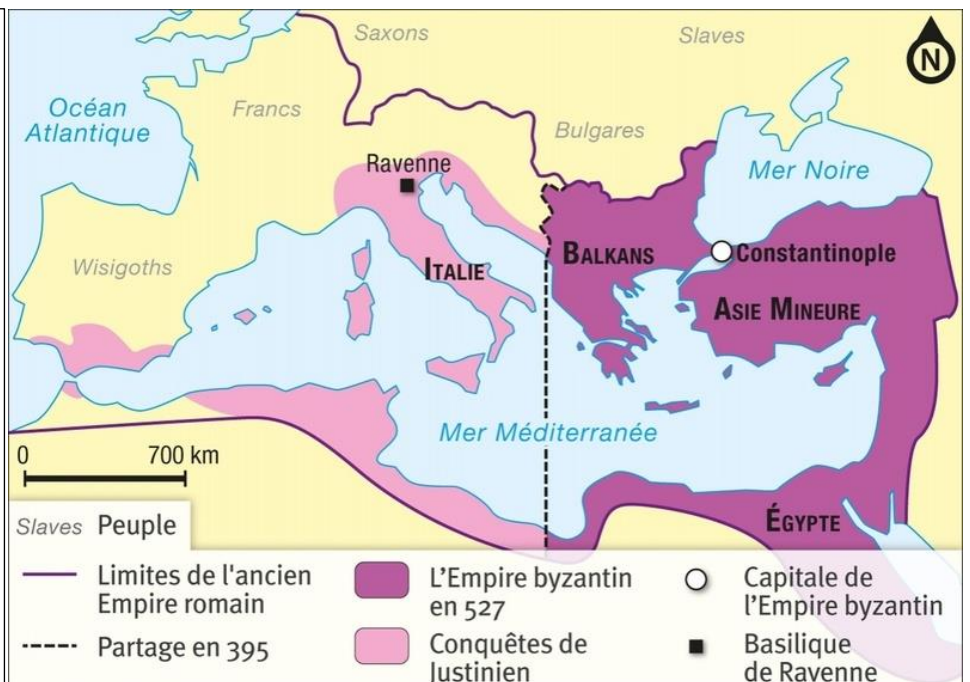 Saxons
Slaves
N
Océan
Atlantique
Francs
Bulgares
Mer Noire
Ravenne
Wisigoths
ITALIE
BALKANS
Constantinople
ASIE MINEURE
Mer Méditerranée
0 700 km
ÉGYPTE
Slaves Peuple
Limites de l'ancien
Empire romain
Partage en 395
L'Empire byzantin
en 527
Conquêtes de
Justinien
Capitale de
l'Empire byzantin
Basilique
de Ravenne